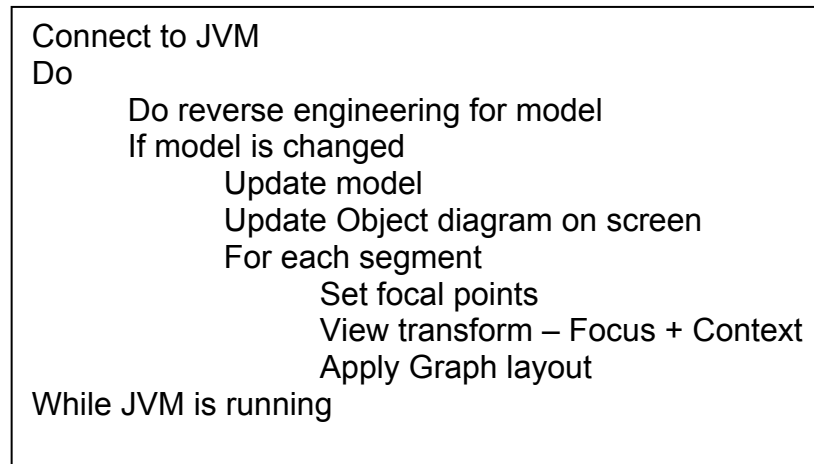 Connect to JVM
Do
Do reverse engineering for model
If model is changed
Update model
Update Object diagram on screen
For each segment
Set focal points
View transform – Focus + Context
Apply Graph layout
While JVM is running